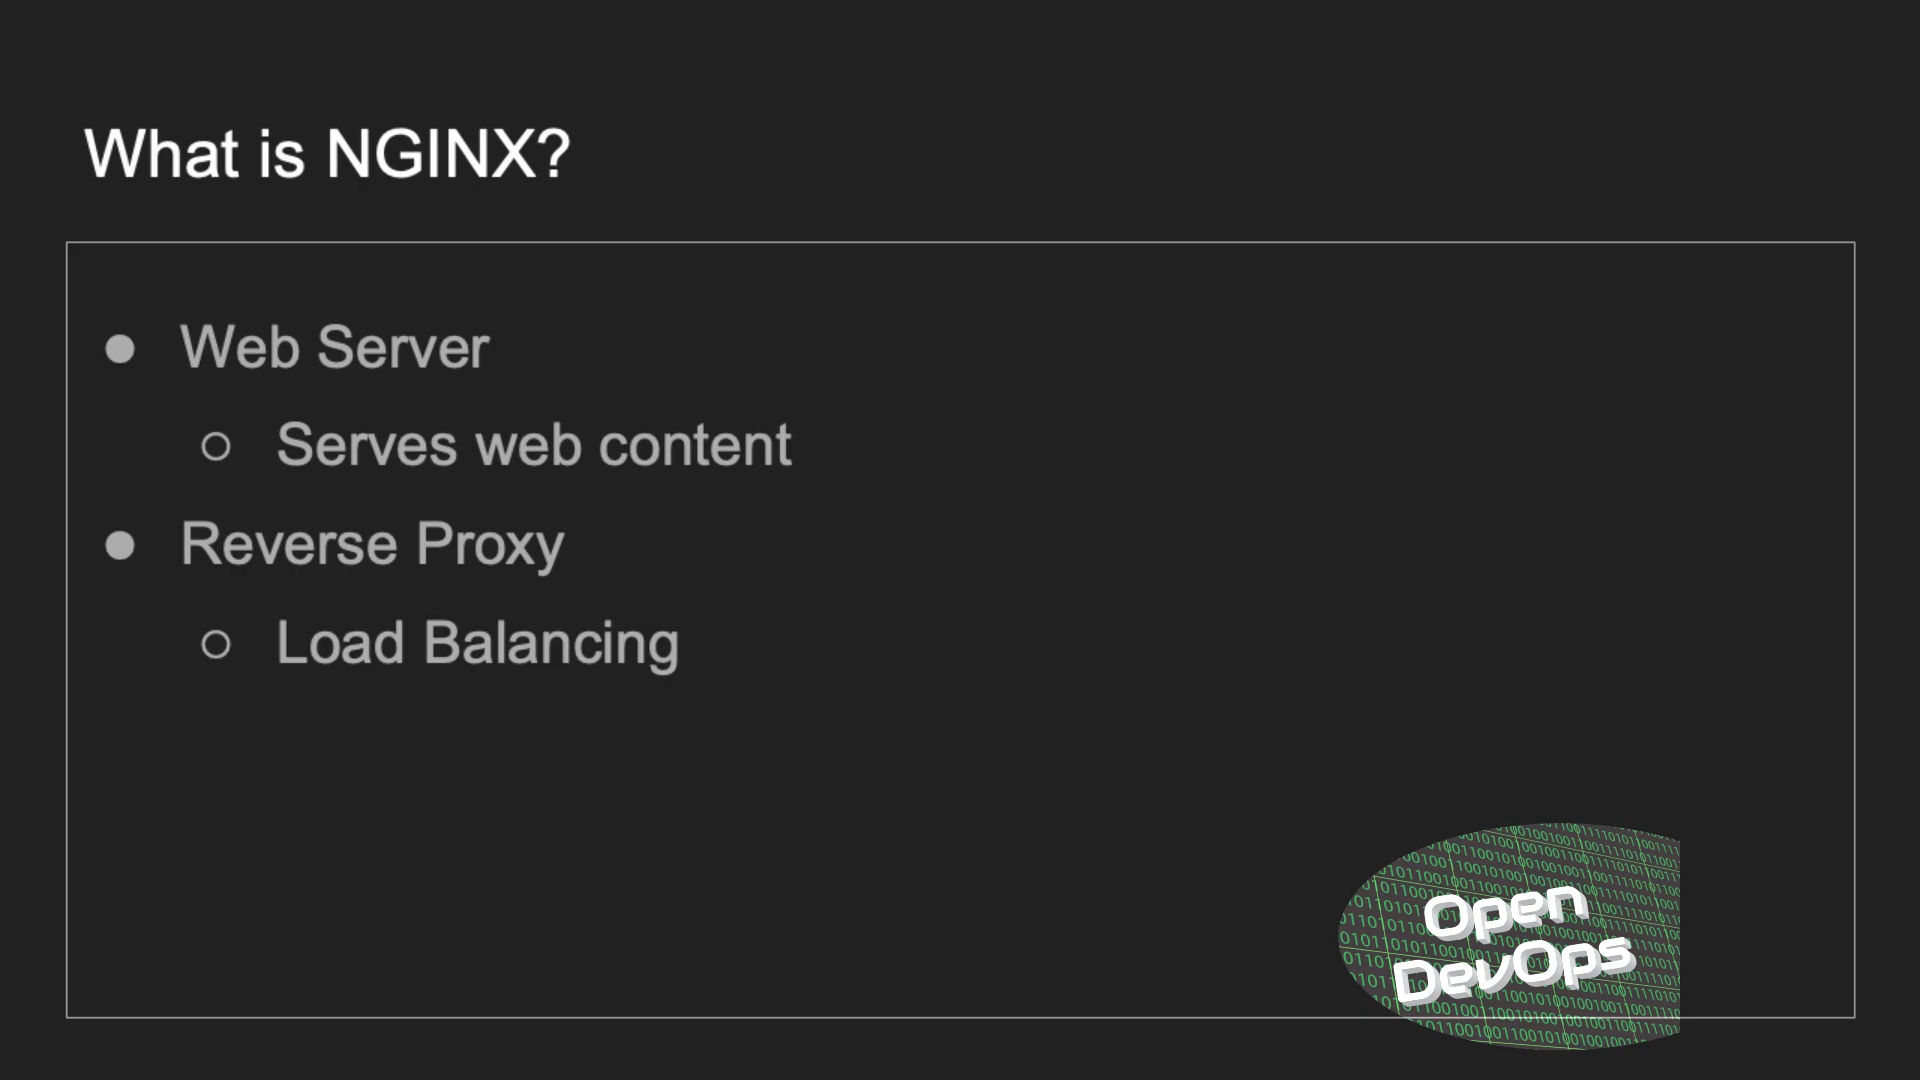 What is NGINX?
● Web Server
○ Serves web content
● Reverse Proxy
○ Load Balancing
Open
DevOps